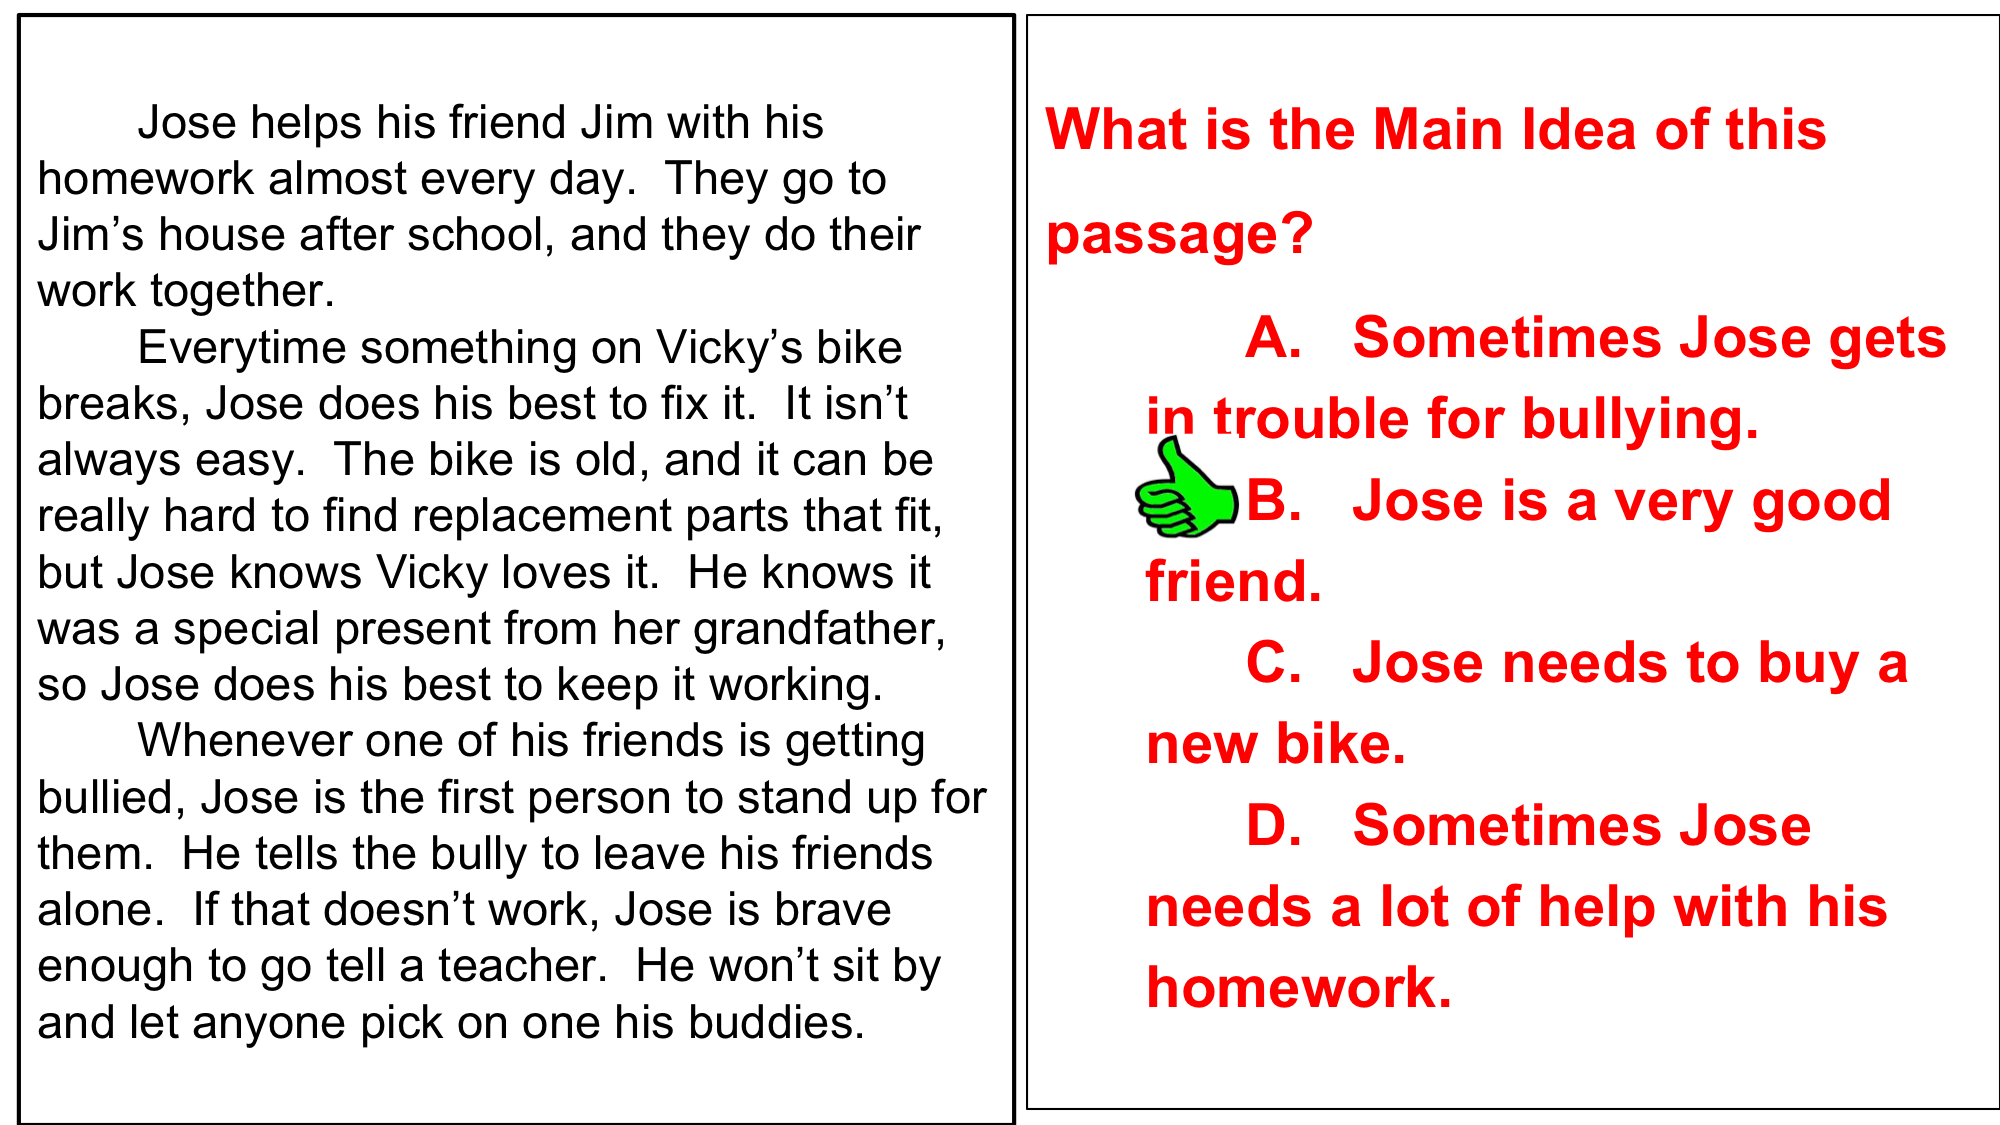 Jose helps his friend Jim with his
homework almost every day.  They go to
Jim’s house after school, and they do their
work together.
Everytime something on Vicky’s bike
breaks, Jose does his best to fix it.  It isn’t
always easy.  The bike is old, and it can be
really hard to find replacement parts that fit,
but Jose knows Vicky loves it.  He knows it
was a special present from her grandfather,
so Jose does his best to keep it working.
Whenever one of his friends is getting
bullied, Jose is the first person to stand up for
them.  He tells the bully to leave his friends
alone.  If that doesn’t work, Jose is brave
enough to go tell a teacher.  He won’t sit by
and let anyone pick on one his buddies.
What is the Main Idea of this
passage?
A.   Sometimes Jose gets
in trouble for bullying.
B.   Jose is a very good
friend.
C.   Jose needs to buy a
new bike.
D.   Sometimes Jose
needs a lot of help with his
homework.